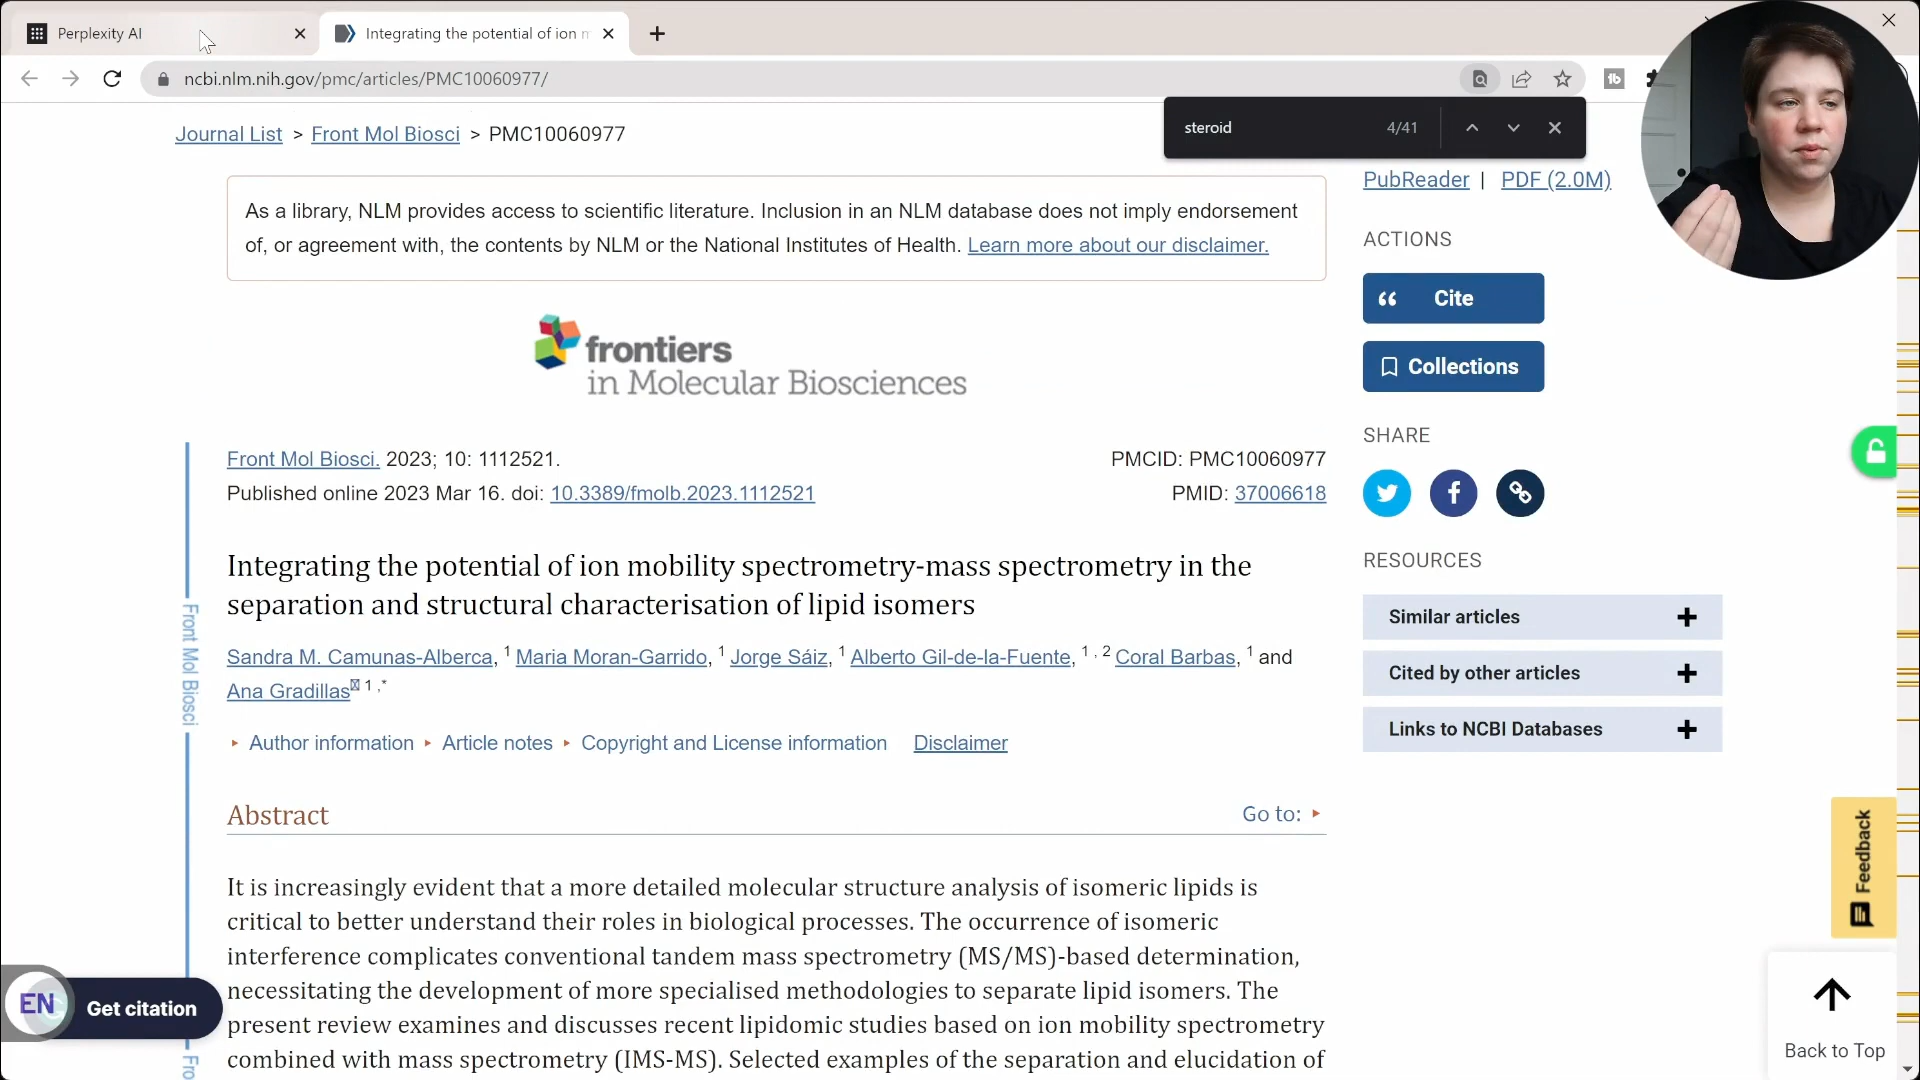 Perplexity AI
Integrating the potential of ion m
ncbi.nlm.nih.gov/pmc/articles/PMC10060977/
steroid 4/41
Journal List > Front Mol Biosci > PMC10060977
As a library, NLM provides access to scientific literature. Inclusion in an NLM database does not imply endorsement
of, or agreement with, the contents by NLM or the National Institutes of Health. Learn more about our disclaimer.
frontiers
in Molecular Biosciences
Front Mol Biosci. 2023; 10: 1112521.
PMCID: PMC10060977
Published online 2023 Mar 16. doi: 10.3389/fmolb.2023.1112521
PMID: 37006618
Integrating the potential of ion mobility spectrometry-mass spectrometry in the
separation and structural characterisation of lipid isomers
Sandra M. Camunas-Alberca, 1 Maria Moran-Garrido, 1 Jorge Sáiz, 1 Alberto Gil-de-la-Fuente, 1 , 2 Coral Barbas, 1 and
Ana Gradillas 1 ,*
Author information Article notes Copyright and License information Disclaimer
Abstract
Go to:
It is increasingly evident that a more detailed molecular structure analysis of isomeric lipids is
critical to better understand their roles in biological processes. The occurrence of isomeric
interference complicates conventional tandem mass spectrometry (MS/MS)-based determination,
necessitating the development of more specialised methodologies to separate lipid isomers. The
present review examines and discusses recent lipidomic studies based on ion mobility spectrometry
combined with mass spectrometry (IMS-MS). Selected examples of the separation and elucidation of
Front Mol Biosci
Fro
EN Get citation
PubReader | PDF (2.0M)
ACTIONS
Cite
Collections
SHARE
RESOURCES
Similar articles
Cited by other articles
Links to NCBI Databases
Feedback
Back to Top